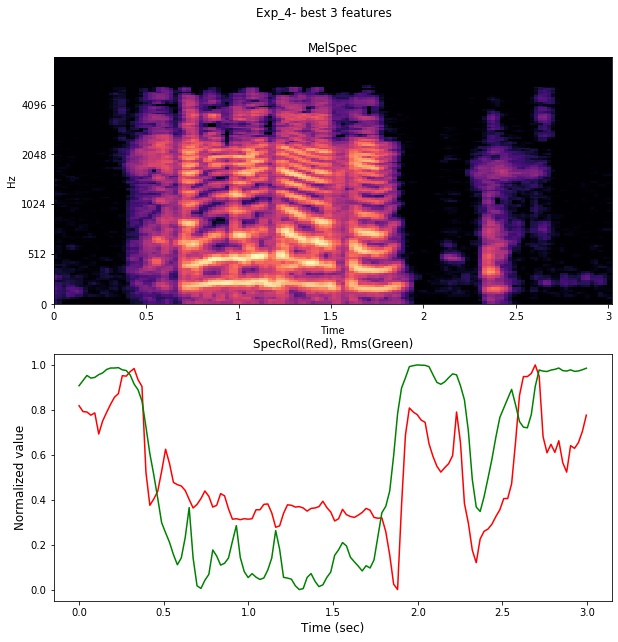 Exp_4- best 3 features
MelSpec
4096
2048
1024
512
0
Hz
0 0.5 1 1.5 2 2.5 3
Time
SpecRol(Red), Rms(Green)
1.0
0.8
0.6
0.4
0.2
0.0
Normalized value
0.0 0.5 1.0 1.5 2.0 2.5 3.0
Time (sec)